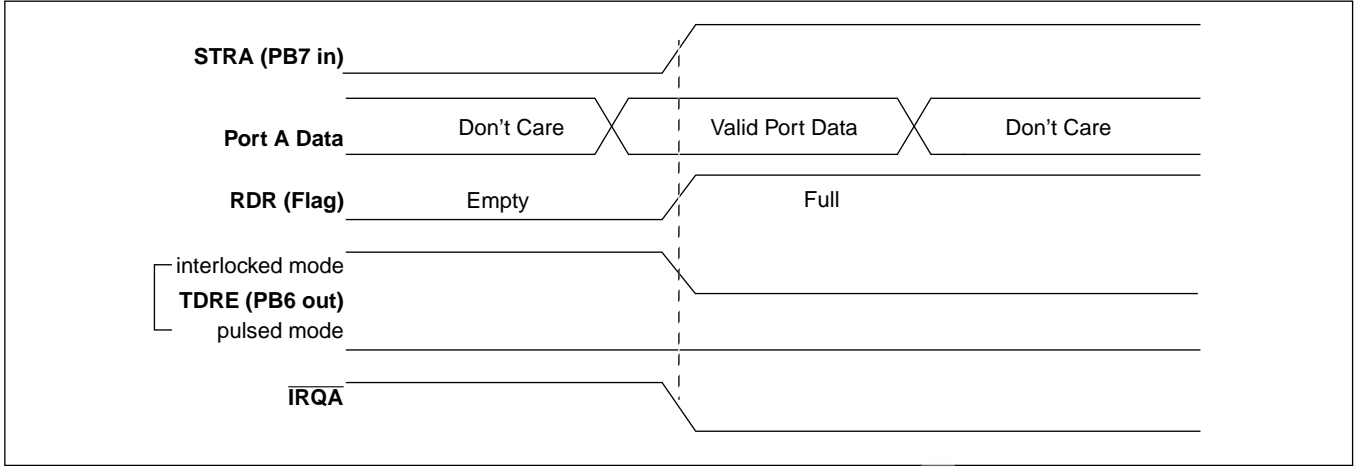 STRA (PB7 in)
Port A Data
Don't Care
Valid Port Data
Don't Care
RDR (Flag)
Empty
Full
interlocked mode
TDRE (PB6 out)
pulsed mode
IRQA